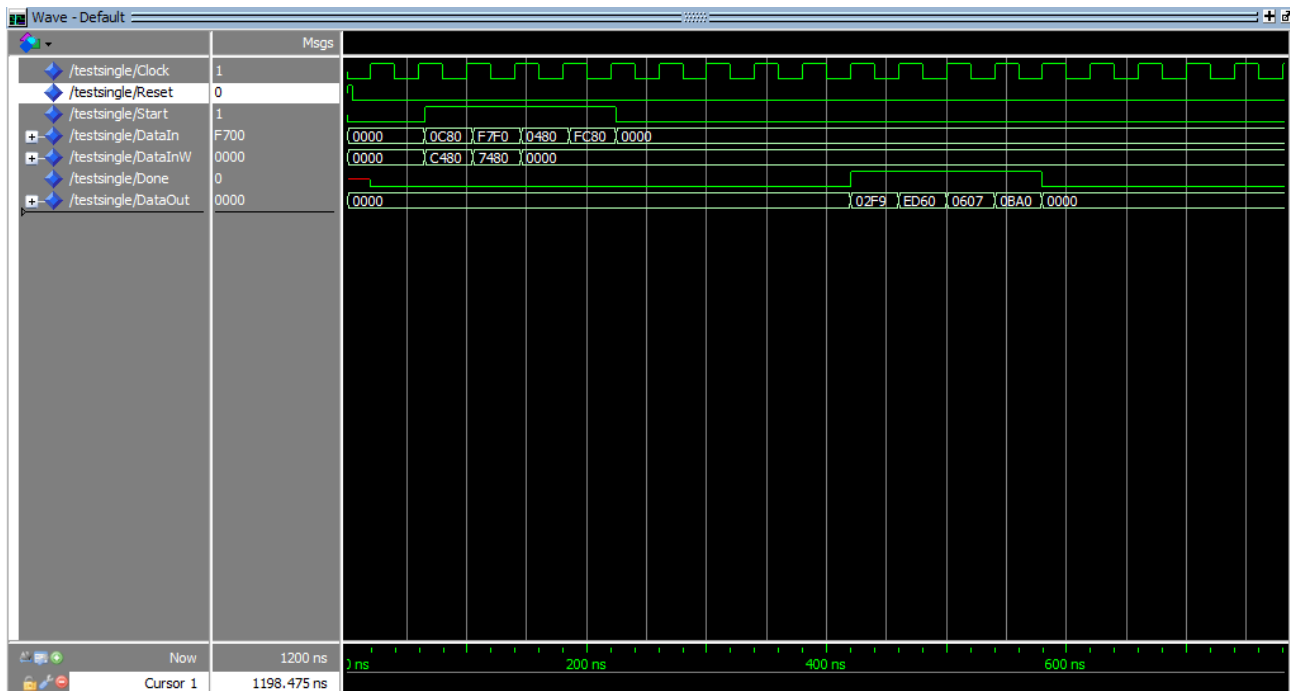 Wave - Default
Msgs
/testsingle/Clock 1
/testsingle/Reset 0
/testsingle/Start 1
/testsingle/DataIn F700 0000 0C80 F7F0 0480 FC80 0000
/testsingle/DataInW 0000 0000 C480 7480 0000
/testsingle/Done 0
/testsingle/DataOut 0000 0000 02F9 ED60 0607 0BA0 0000
Now 1200 ns ) ns 200 ns 400 ns 600 ns
Cursor 1 1198.475 ns